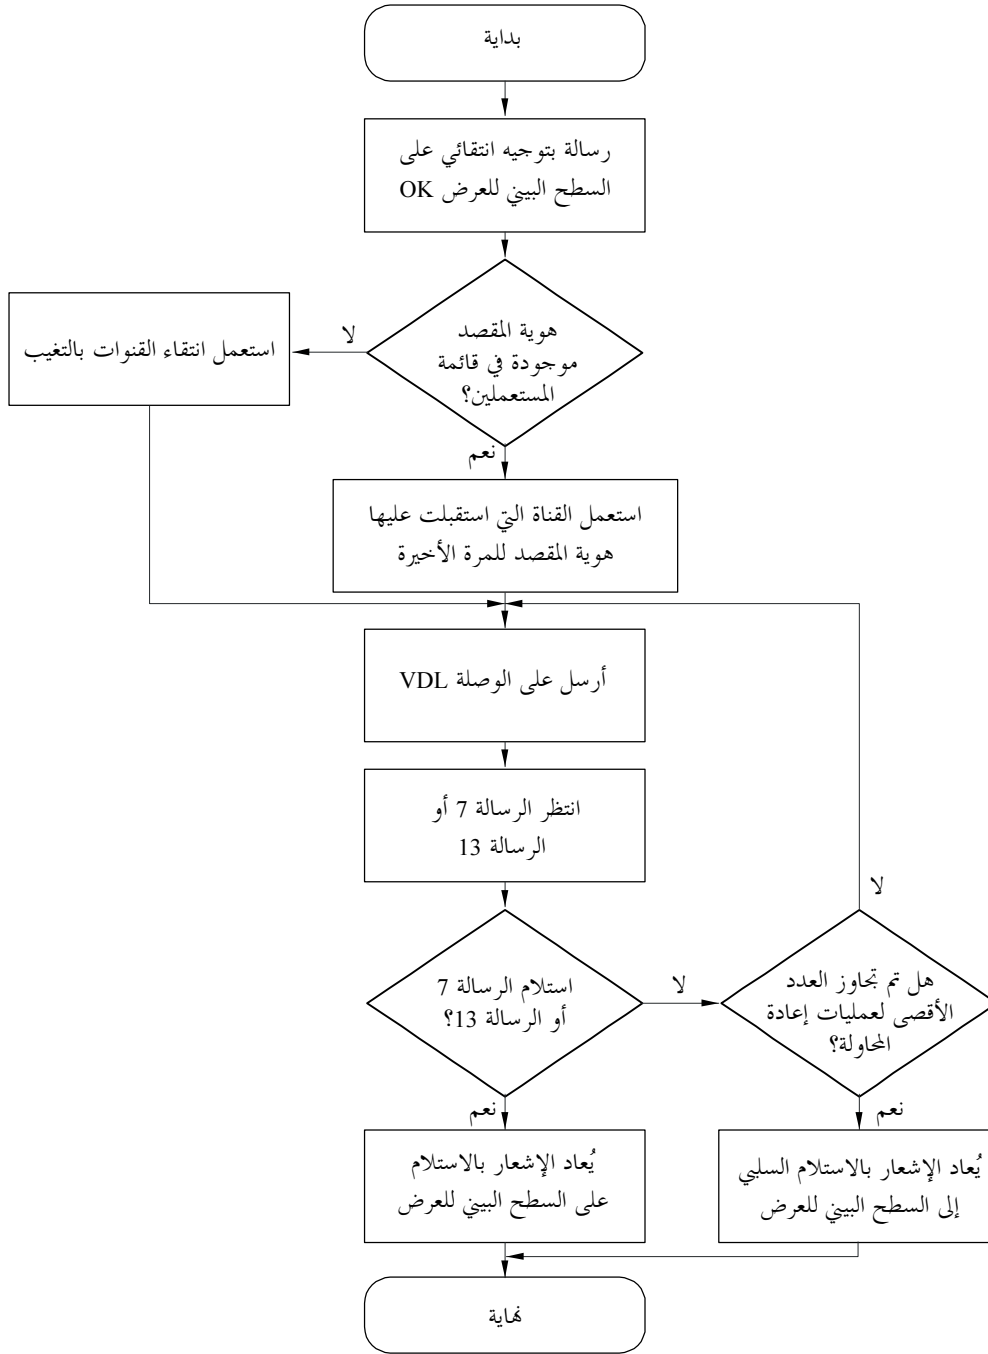 بداية
رسالة بتوجيه انتقائي على
السطح البيني للعرض OK
هوية المقصد
موجودة في قائمة
المستعملين؟
لا
استعمل انتقاء القنوات بالتغيب
نعم
استعمل القناة التي استقبلت عليها
هوية المقصد للمرة الأخيرة
أرسل على الوصلة VDL
انتظر الرسالة 7 أو
الرسالة 13
استلام الرسالة 7
أو الرسالة 13؟
لا
هل تم تجاوز العدد
الأقصى لعمليات إعادة
المحاولة؟
لا
نعم
نعم
يُعاد الإشعار بالاستلام
على السطح البيني للعرض
يُعاد الإشعار بالاستلام السلبي
إلى السطح البيني للعرض
نهاية